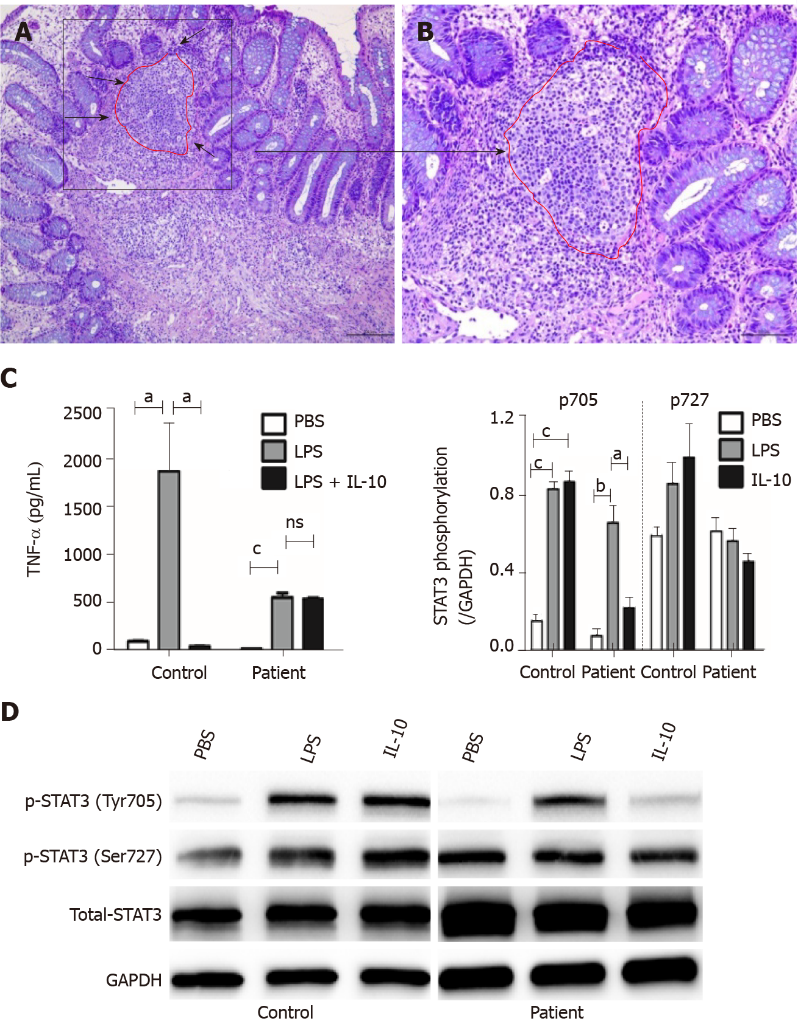 A
B
C
a
a
2500
2000
1500
1000
500
0
TNF-α (pg/mL)
PBS
LPS
LPS + IL-10
c
ns
Control
Patient
p705
p727
1.2
0.8
0.4
0.0
STAT3 phosphorylation
(/GAPDH)
c
c
b
a
PBS
LPS
IL-10
Control
Patient
Control
Patient
D
PBS
LPS
IL-10
PBS
LPS
IL-10
p-STAT3 (Tyr705)
p-STAT3 (Ser727)
Total-STAT3
GAPDH
Control
Patient